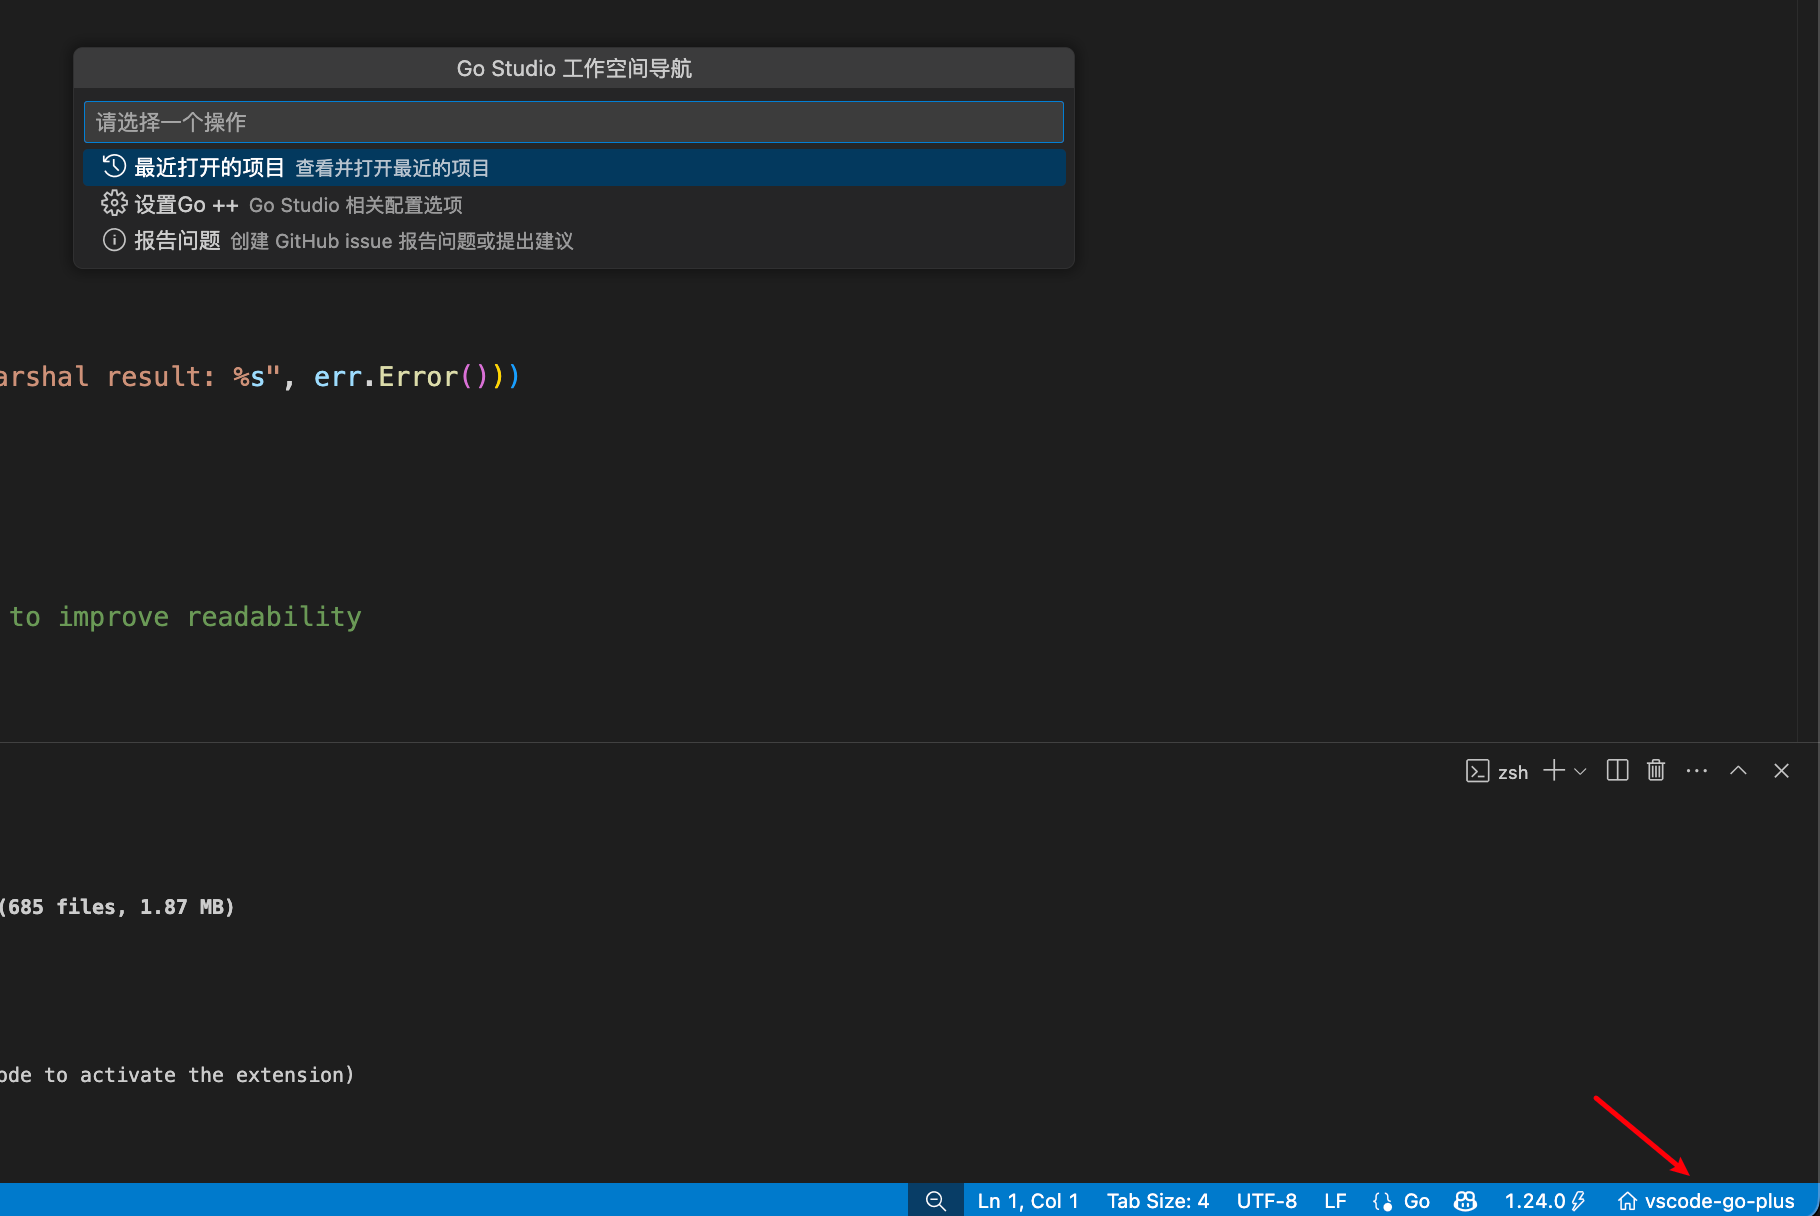 Go Studio 工作空间导航
请选择一个操作
最近打开的项目 查看并打开最近的项目
设置Go ++ Go Studio 相关配置选项
报告问题 创建 GitHub issue 报告问题或提出建议
arshal result: %s", err.Error()))
to improve readability
zsh
(685 files, 1.87 MB)
ode to activate the extension)
Ln 1, Col 1 Tab Size: 4 UTF-8 LF {} Go 1.24.0 vscode-go-plus